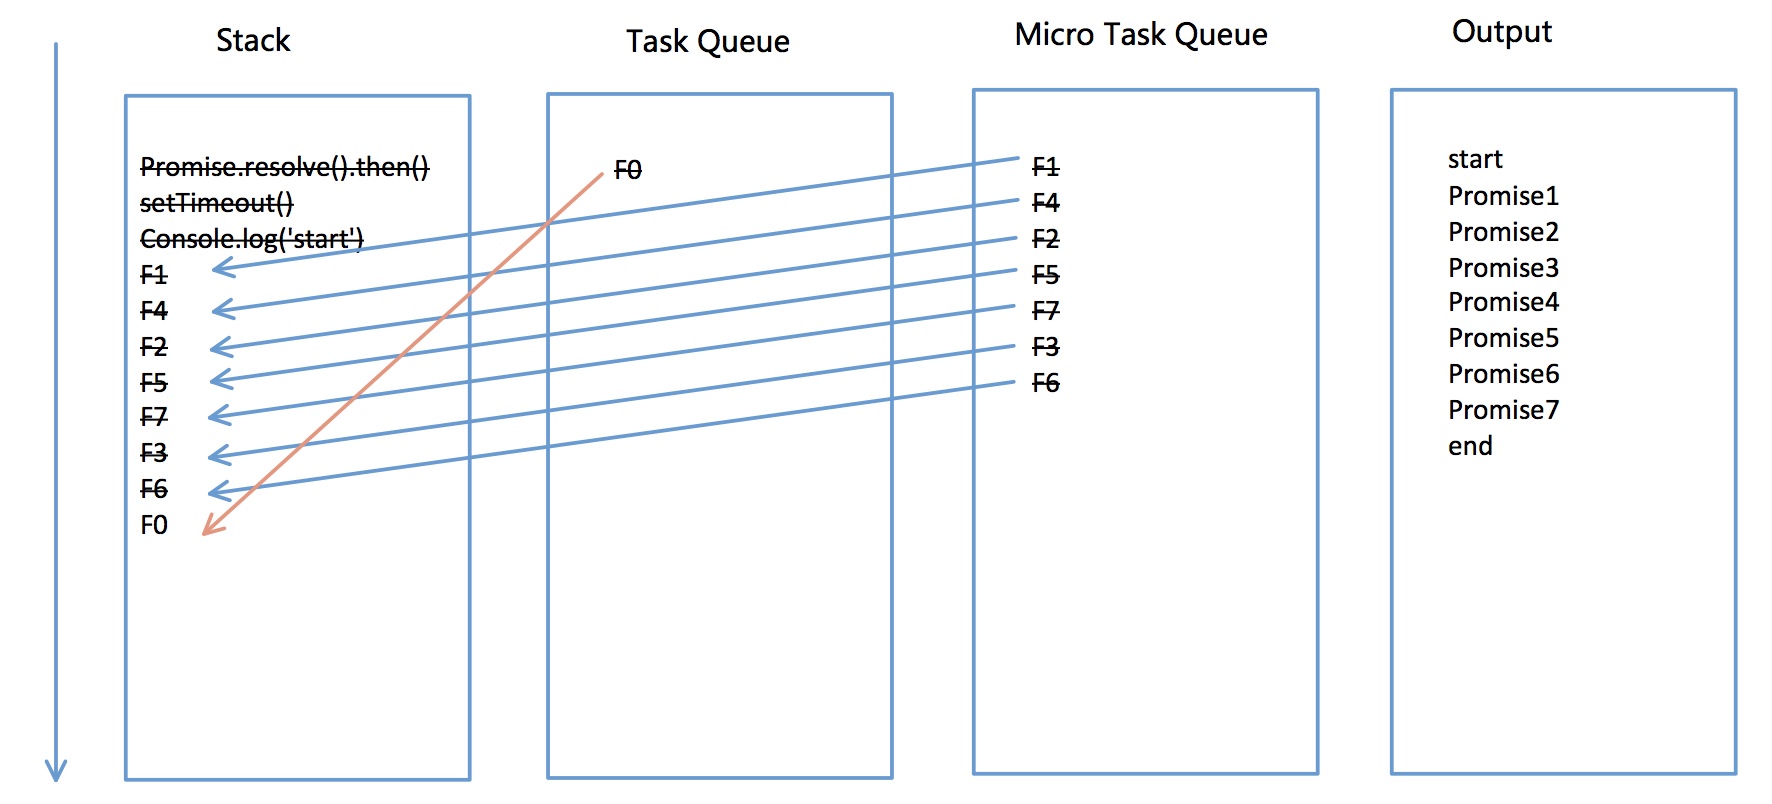 Stack
Promise.resolve().then()
setTimeout()
Console.log('start')
F1
F4
F2
F5
F7
F3
F6
F0
Task Queue
F0
Micro Task Queue
F1
F4
F2
F5
F7
F3
F6
Output
start
Promise1
Promise2
Promise3
Promise4
Promise5
Promise6
Promise7
end